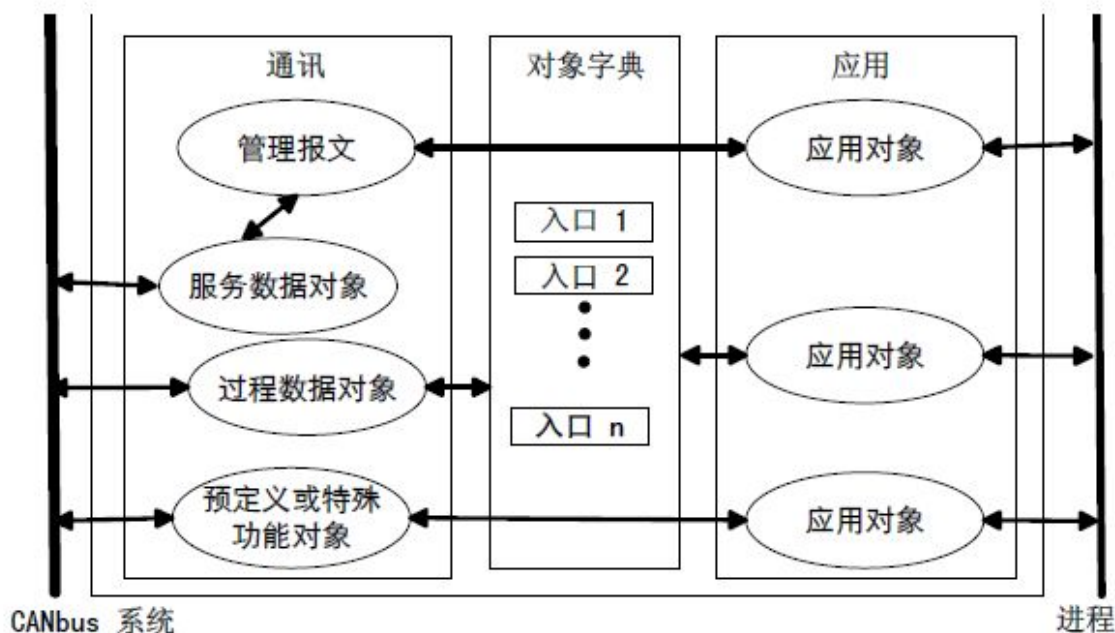 通讯
对象字典
应用
管理报文
应用对象
入口 1
服务数据对象
入口 2
过程数据对象
应用对象
入口 n
预定义或特殊
功能对象
应用对象
CANbus 系统
进程